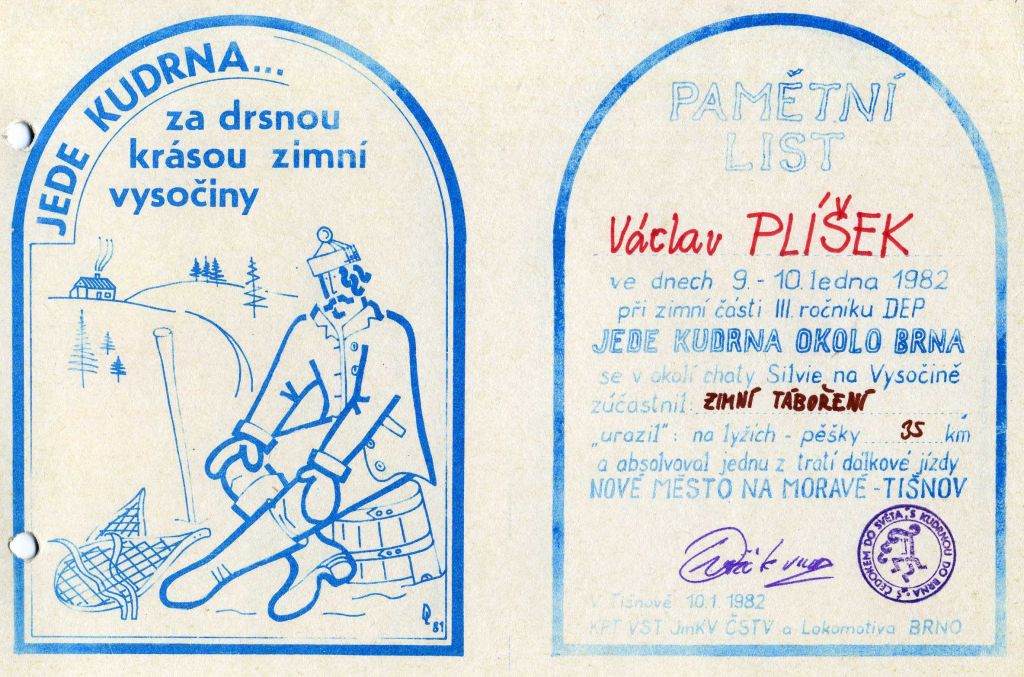 JEDE KUDRNA...
za drsnou
krásou zimní
vysočiny
81
PAMĚTNÍ
LIST
Václav PLÍŠEK
ve dnech 9. - 10. ledna 1982
při zimní části III. ročníku DEP
JEDE KUDRNA OKOLO BRNA
se v okolí chaty Silvie na Vysočině
zúčastnil: ZIMNÍ TÁBOŘENÍ
„urazil": na lyžích - pěšky 35 km
a absolvoval jednu z tratí dálkové jízdy
NOVÉ MĚSTO NA MORAVĚ - TIŠNOV
S ČEDOKEM DO SVĚTA, S KUDRNOU DO BRNA
V Tišnově 10.1. 1982
KPT VST JmKV ČSTV a Lokomotiva BRNO